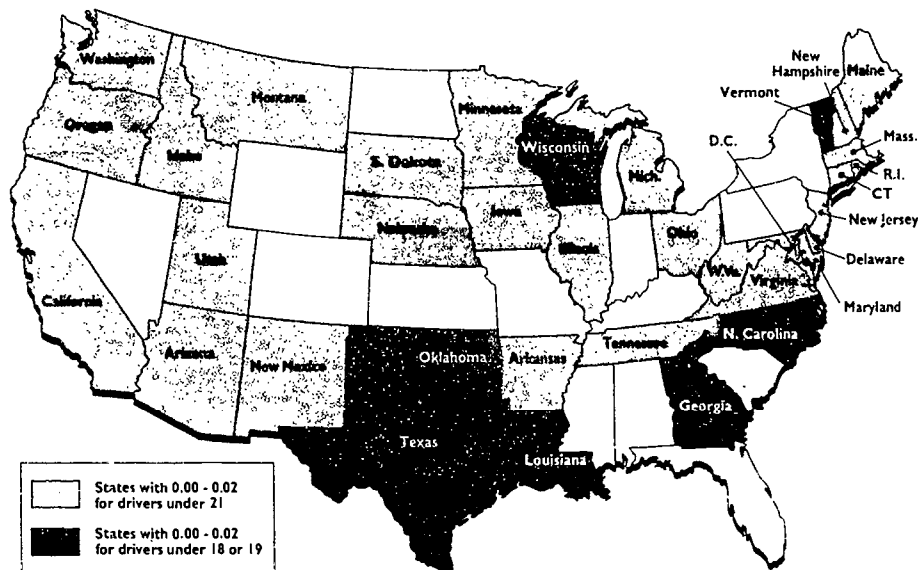 Washington
Oregon
Idaho
Montana
S. Dakota
Nebraska
Minnesota
Wisconsin
Iowa
Illinois
Mich.
Ohio
W.Va.
Virginia
N. Carolina
Tennessee
Arkansas
Georgia
Louisiana
Texas
Oklahoma
New Mexico
Arizona
Utah
California
New
Hampshire
Maine
Vermont
Mass.
R.I.
CT
New Jersey
D.C.
Delaware
Maryland
States with 0.00 - 0.02
for drivers under 21
States with 0.00 - 0.02
for drivers under 18 or 19